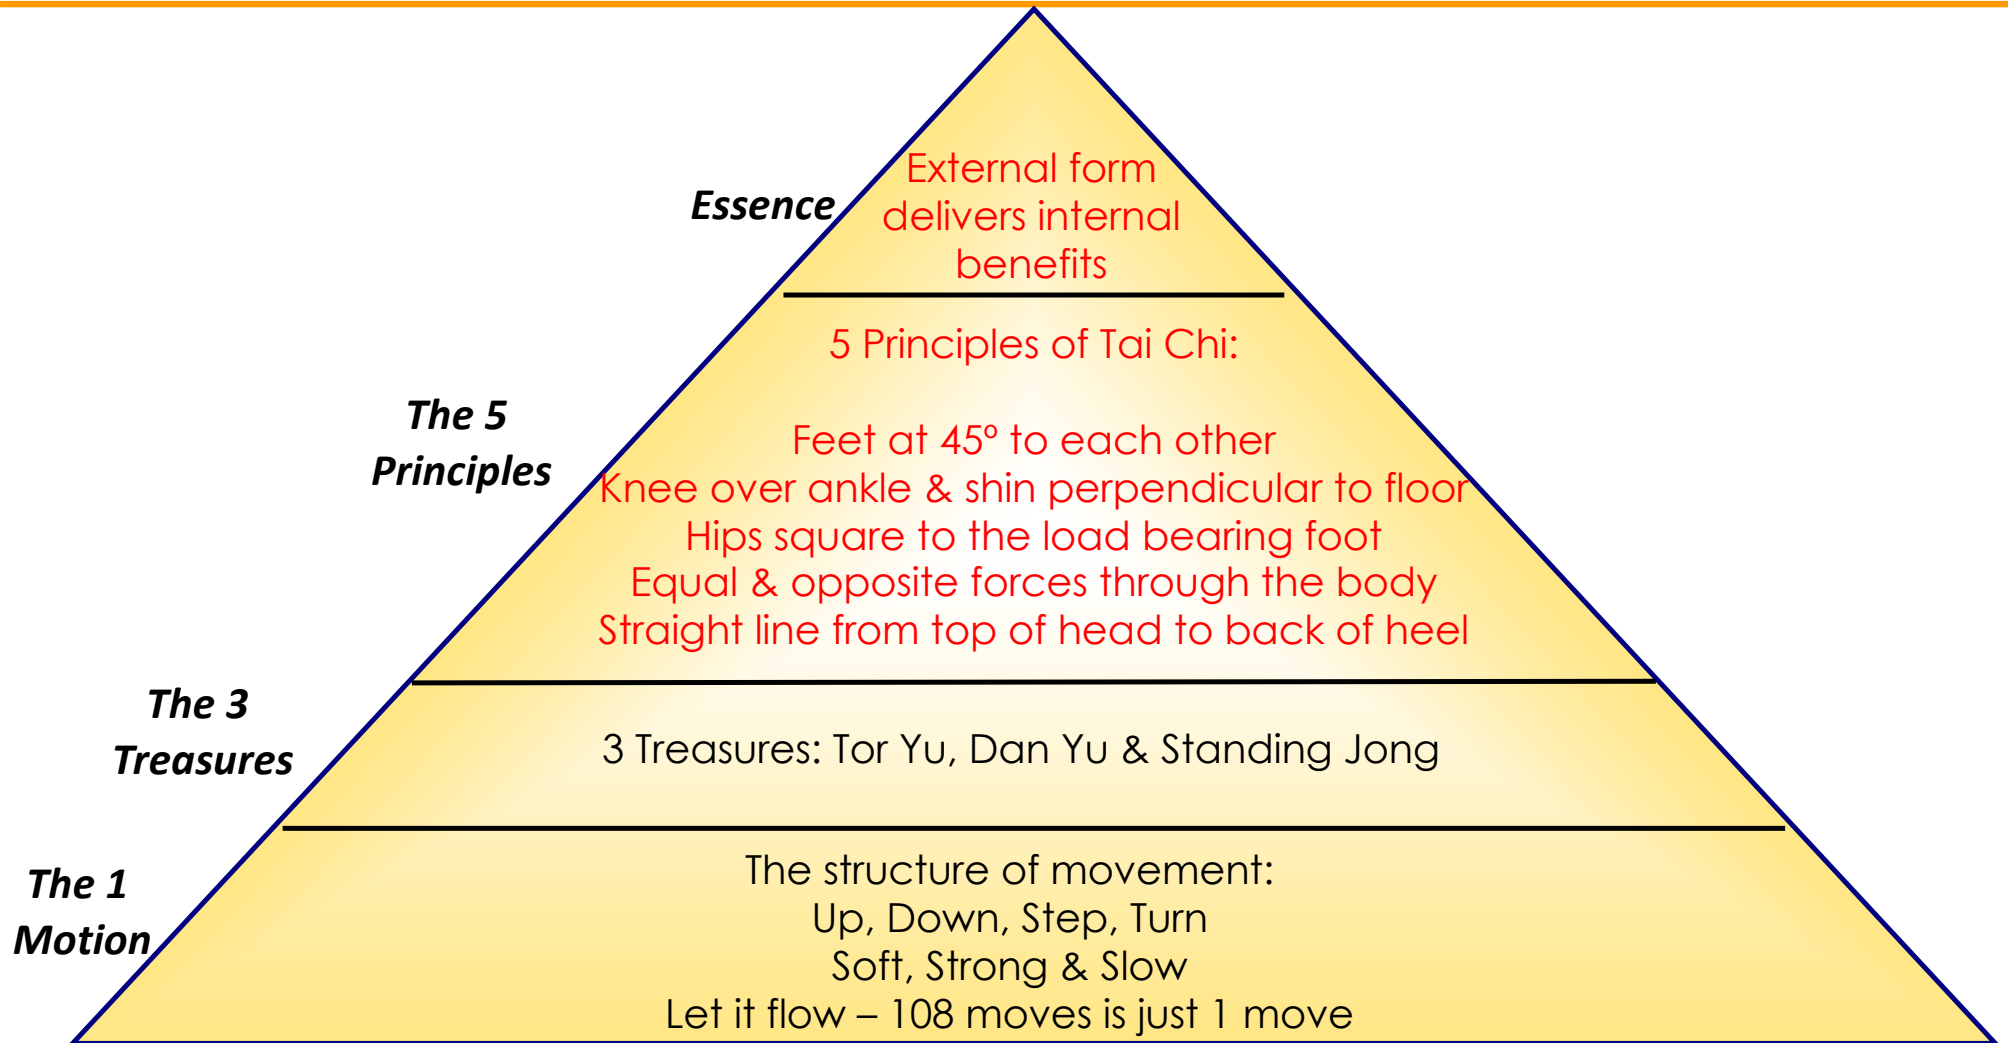 Essence
External form
delivers internal
benefits
The 5
Principles
5 Principles of Tai Chi:
Feet at 45º to each other
Knee over ankle & shin perpendicular to floor
Hips square to the load bearing foot
Equal & opposite forces through the body
Straight line from top of head to back of heel
The 3
Treasures
3 Treasures: Tor Yu, Dan Yu & Standing Jong
The 1
Motion
The structure of movement:
Up, Down, Step, Turn
Soft, Strong & Slow
Let it flow – 108 moves is just 1 move